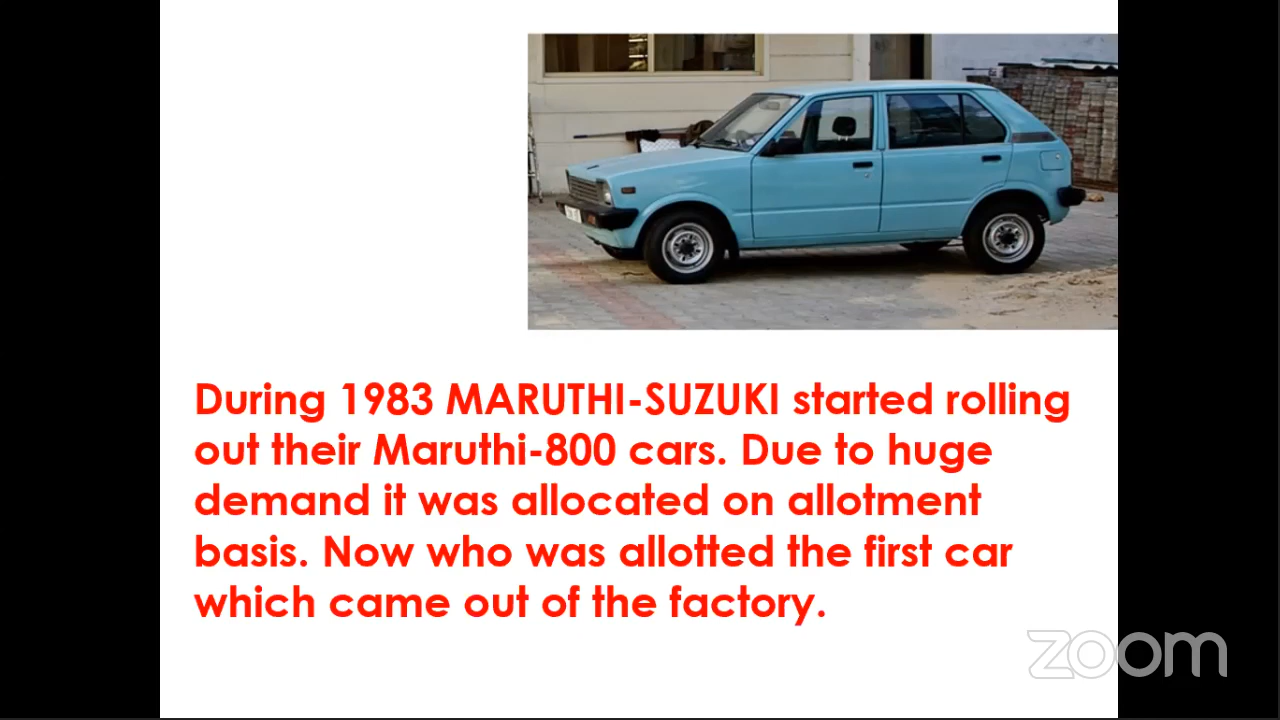 During 1983 MARUTHI-SUZUKI started rolling
out their Maruthi-800 cars. Due to huge
demand it was allocated on allotment
basis. Now who was allotted the first car
which came out of the factory.
zoom